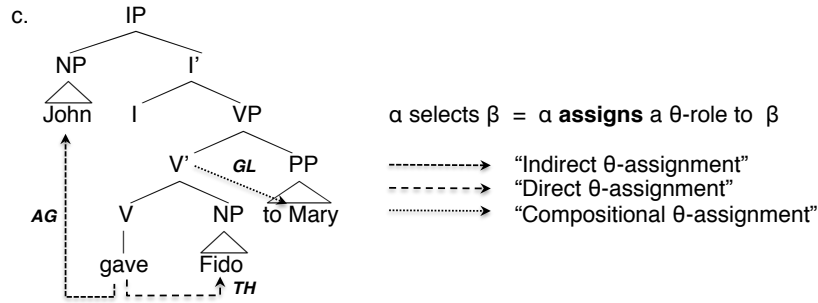 c.
IP
NP I'
John I VP
α selects β = α assigns a θ-role to β
V' GL PP
"Indirect θ-assignment"
"Direct θ-assignment"
AG V NP to Mary
"Compositional θ-assignment"
gave Fido
TH